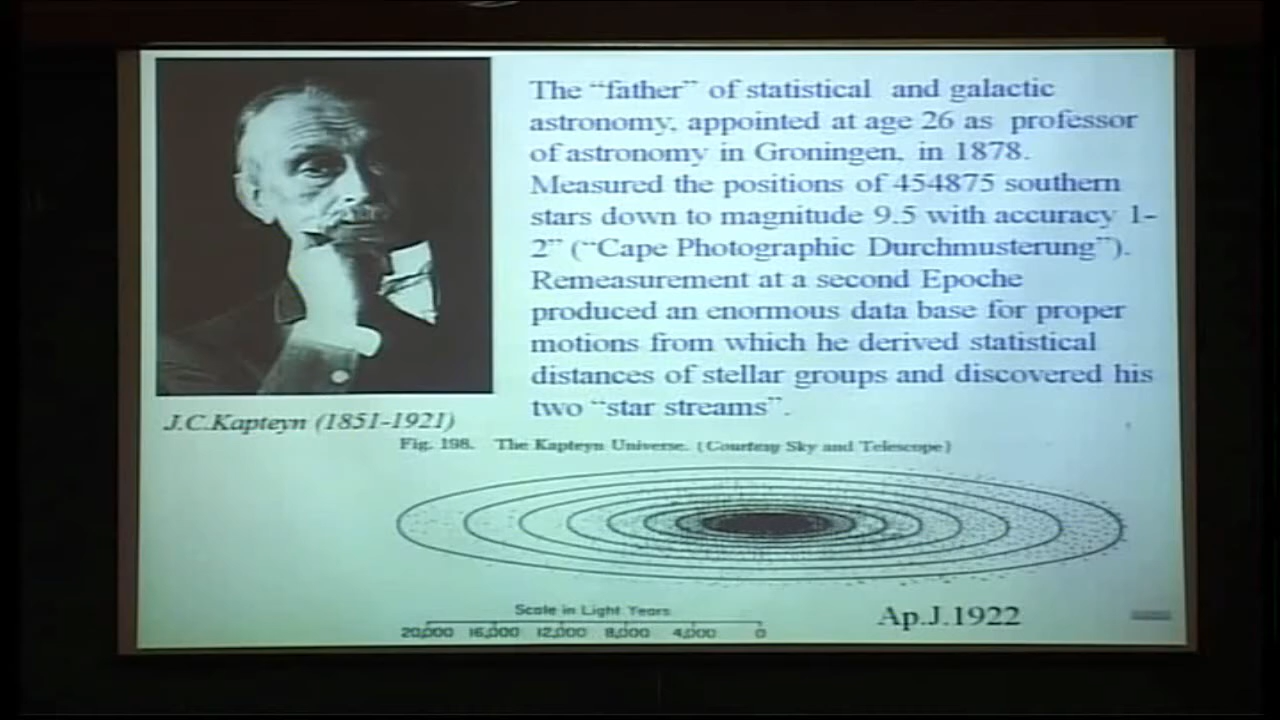 The “father” of statistical and galactic
astronomy, appointed at age 26 as professor
of astronomy in Groningen, in 1878.
Measured the positions of 454875 southern
stars down to magnitude 9.5 with accuracy 1-
2” (“Cape Photographic Durchmusterung”).
Remeasurement at a second Epoche
produced an enormous data base for proper
motions from which he derived statistical
distances of stellar groups and discovered his
two “star streams”.
J.C.Kapteyn (1851-1921)
Fig. 198. The Kapteyn Universe. (Courtesy Sky and Telescope)
Scale in Light Years
20,000 16,000 12,000 8,000 4,000 0
Ap.J.1922